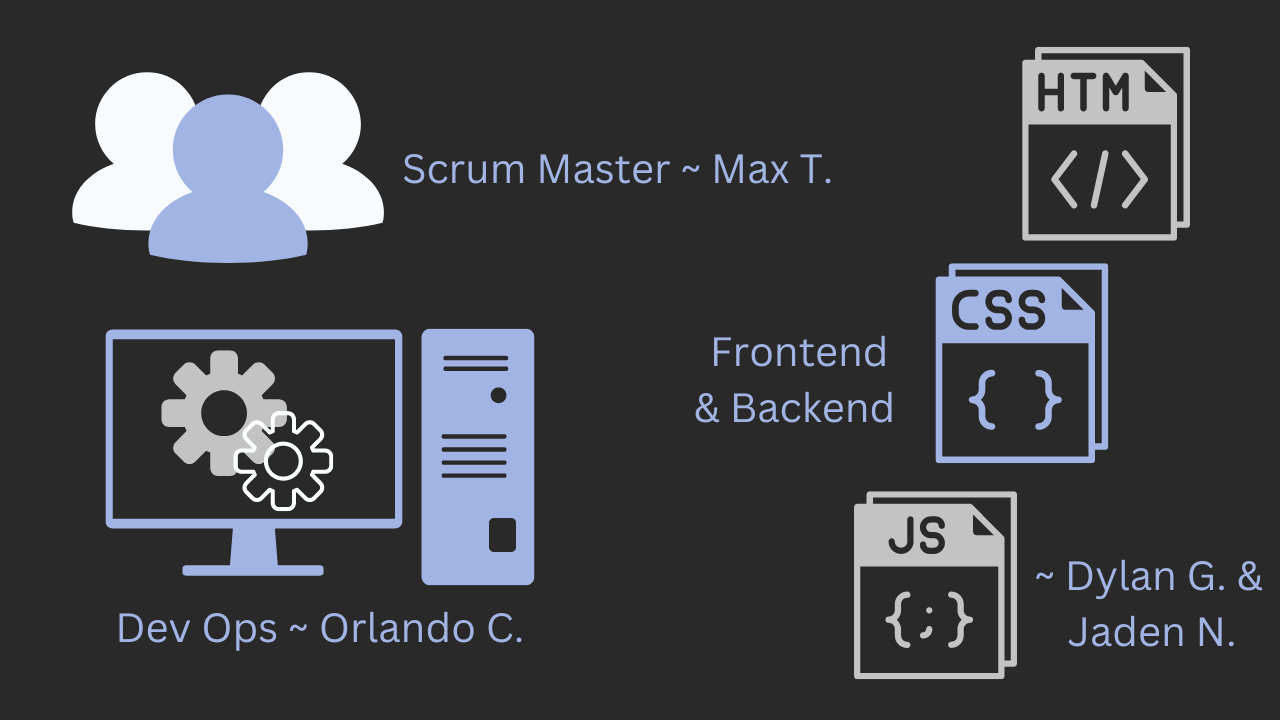 Scrum Master ~ Max T.
HTM
</>
CSS
{ }
Frontend
& Backend
JS
{;}
~ Dylan G. &
Jaden N.
Dev Ops ~ Orlando C.